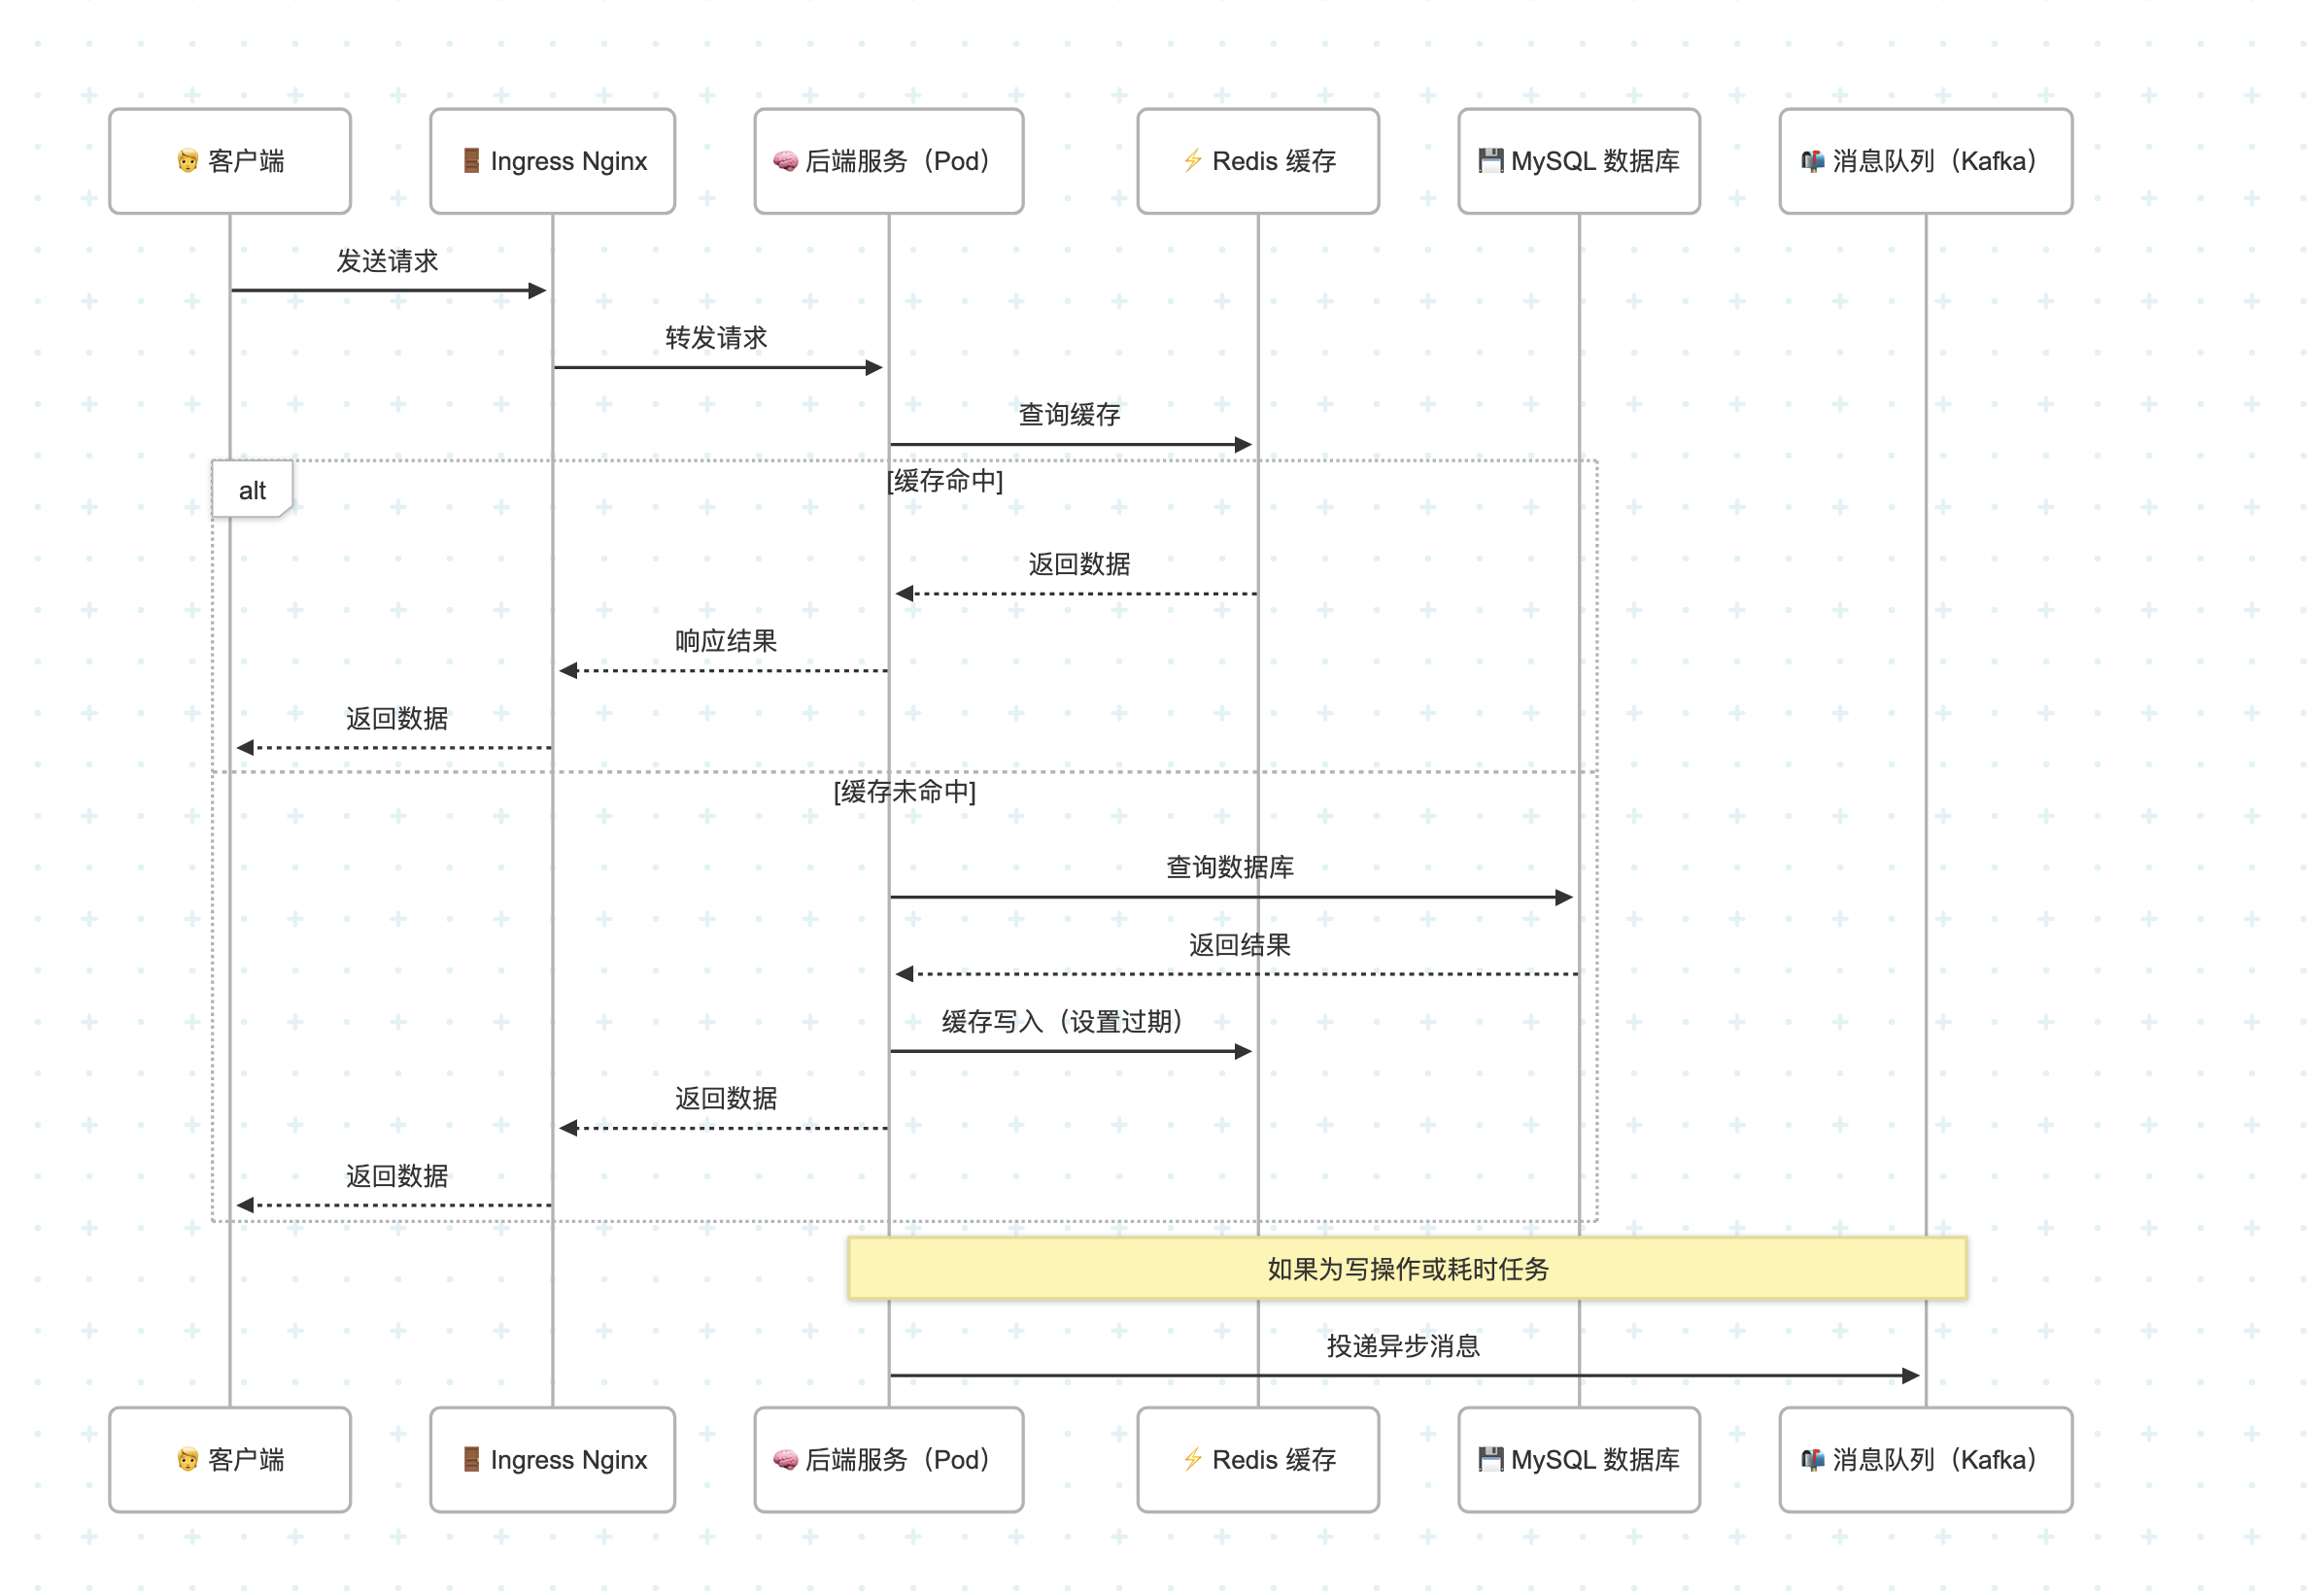 客户端
Ingress Nginx
后端服务（Pod）
Redis 缓存
MySQL 数据库
消息队列（Kafka）
发送请求
转发请求
查询缓存
alt
[缓存命中]
返回数据
响应结果
返回数据
[缓存未命中]
查询数据库
返回结果
缓存写入（设置过期）
返回数据
返回数据
如果为写操作或耗时任务
投递异步消息
客户端
Ingress Nginx
后端服务（Pod）
Redis 缓存
MySQL 数据库
消息队列（Kafka）